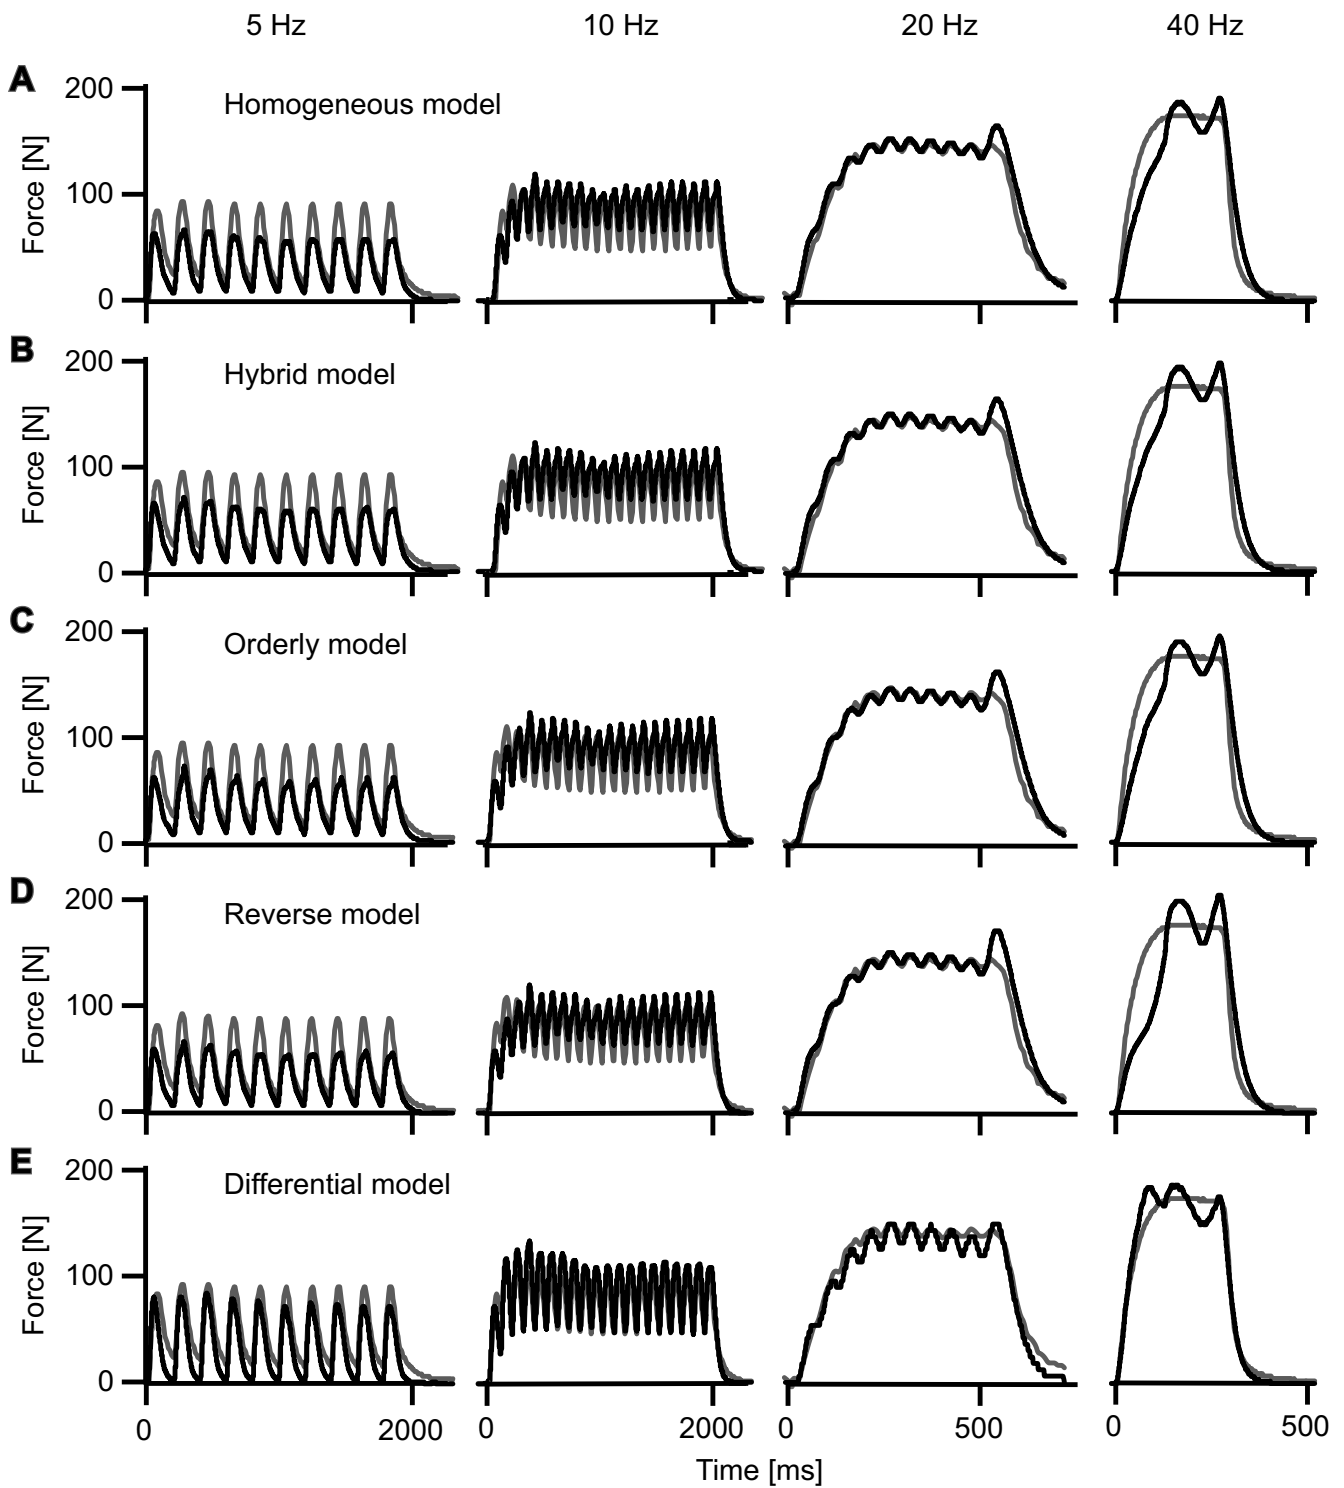 5 Hz 10 Hz 20 Hz 40 Hz
A
200
Homogeneous model
Force [N]
100
0
B
200
Hybrid model
Force [N]
100
0
C
200
Orderly model
Force [N]
100
0
D
200
Reverse model
Force [N]
100
0
E
200
Differential model
Force [N]
100
0
0 2000 0 2000 0 500 0 500
Time [ms]